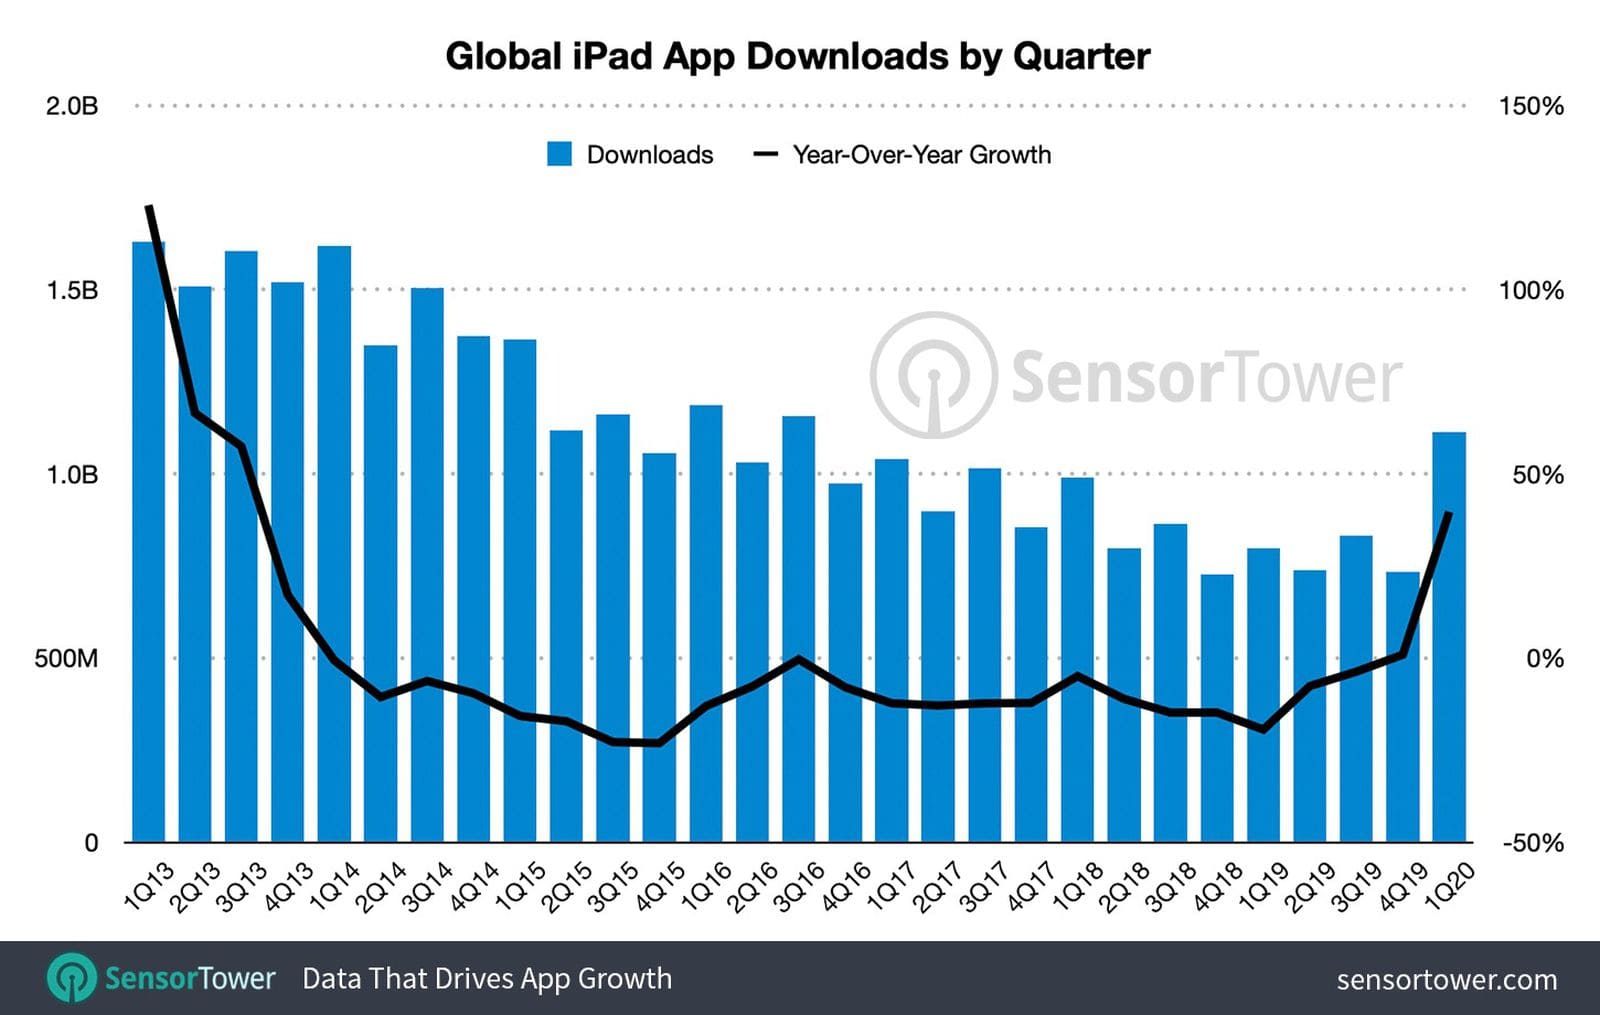 Global iPad App Downloads by Quarter
2.0B
150%
Downloads
Year-Over-Year Growth
1.5B
100%
SensorTower
1.0B
50%
500M
0%
0
-50%
1Q13
2Q13
3Q13
4Q13
1Q14
2Q14
3Q14
4Q14
1Q15
2Q15
3Q15
4Q15
1Q16
2Q16
3Q16
4Q16
1Q17
2Q17
3Q17
4Q17
1Q18
2Q18
3Q18
4Q18
1Q19
2Q19
3Q19
4Q19
1Q20
SensorTower
Data That Drives App Growth
sensortower.com